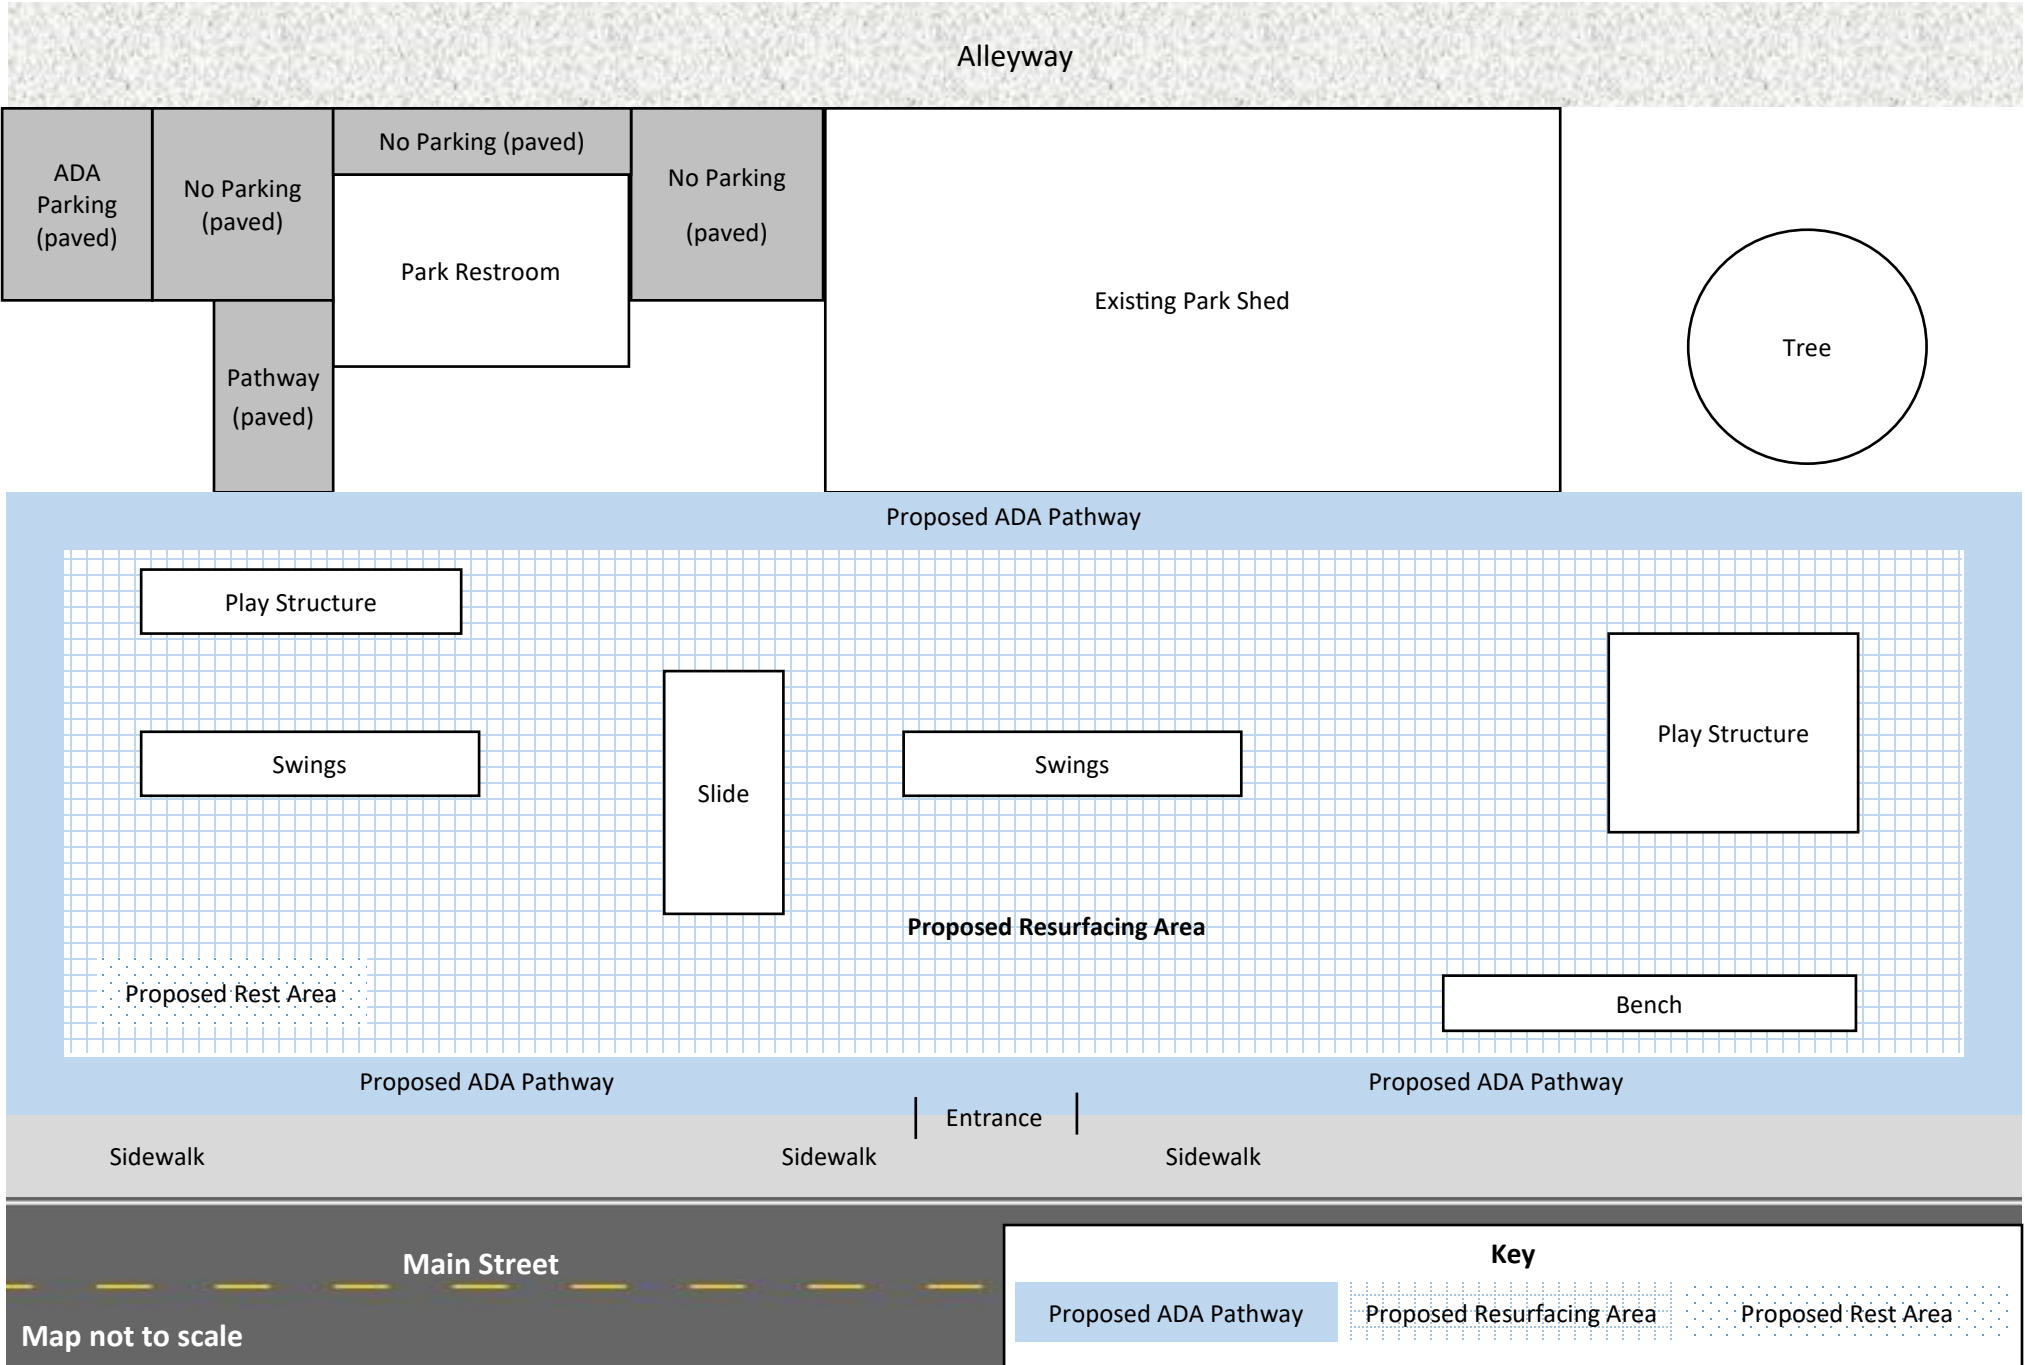 Alleyway
ADA
Parking
(paved)
No Parking
(paved)
No Parking (paved)
No Parking
(paved)
Park Restroom
Existing Park Shed
Tree
Pathway
(paved)
Proposed ADA Pathway
Play Structure
Play Structure
Swings
Slide
Swings
Proposed Resurfacing Area
Proposed Rest Area
Bench
Proposed ADA Pathway
Proposed ADA Pathway
Entrance
Sidewalk
Sidewalk
Sidewalk
Main Street
Map not to scale
Key
Proposed ADA Pathway
Proposed Resurfacing Area
Proposed Rest Area